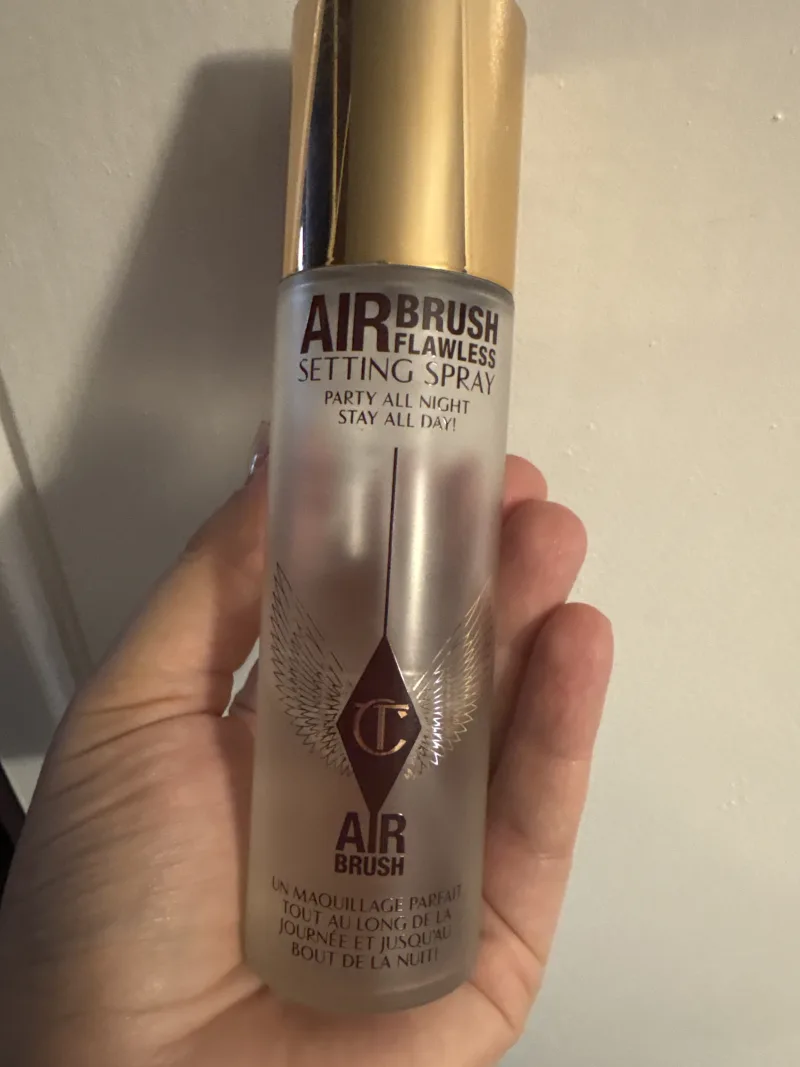 AIRBRUSH
FLAWLESS
SETTING SPRAY
PARTY ALL NIGHT
STAY ALL DAY!
CT
AIR
BRUSH
UN MAQUILLAGE PARFAIT
TOUT AU LONG DE LA
JOURNÉE ET JUSQU'AU
BOUT DE LA NUIT!